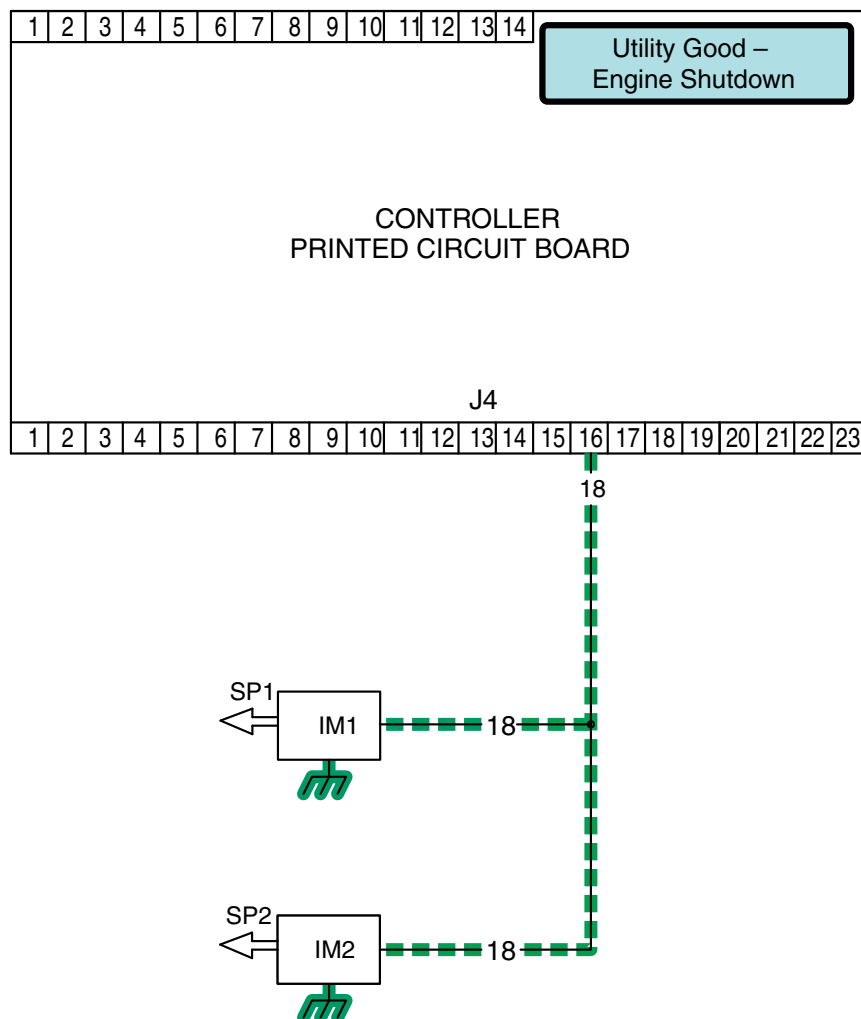 1 2 3 4 5 6 7 8 9 10 11 12 13 14
Utility Good –
Engine Shutdown
CONTROLLER
PRINTED CIRCUIT BOARD
J4
1 2 3 4 5 6 7 8 9 10 11 12 13 14 15 16 17 18 19 20 21 22 23
18
SP1
IM1
18
SP2
IM2
18